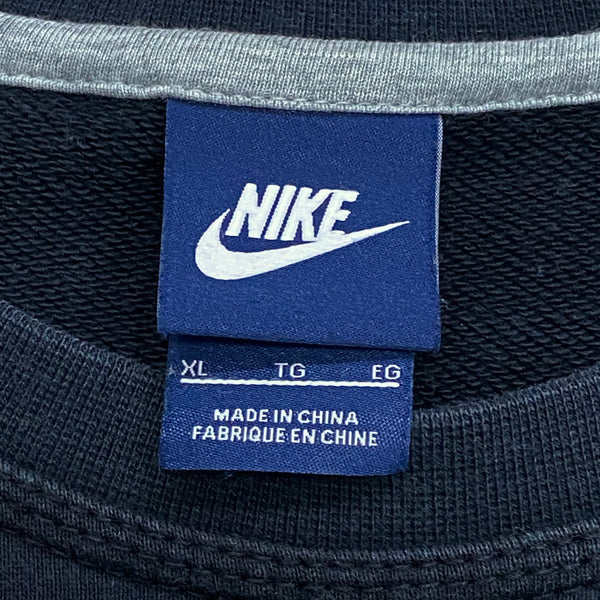 NIKE
XL TG EG
MADE IN CHINA
FABRIQUE EN CHINE